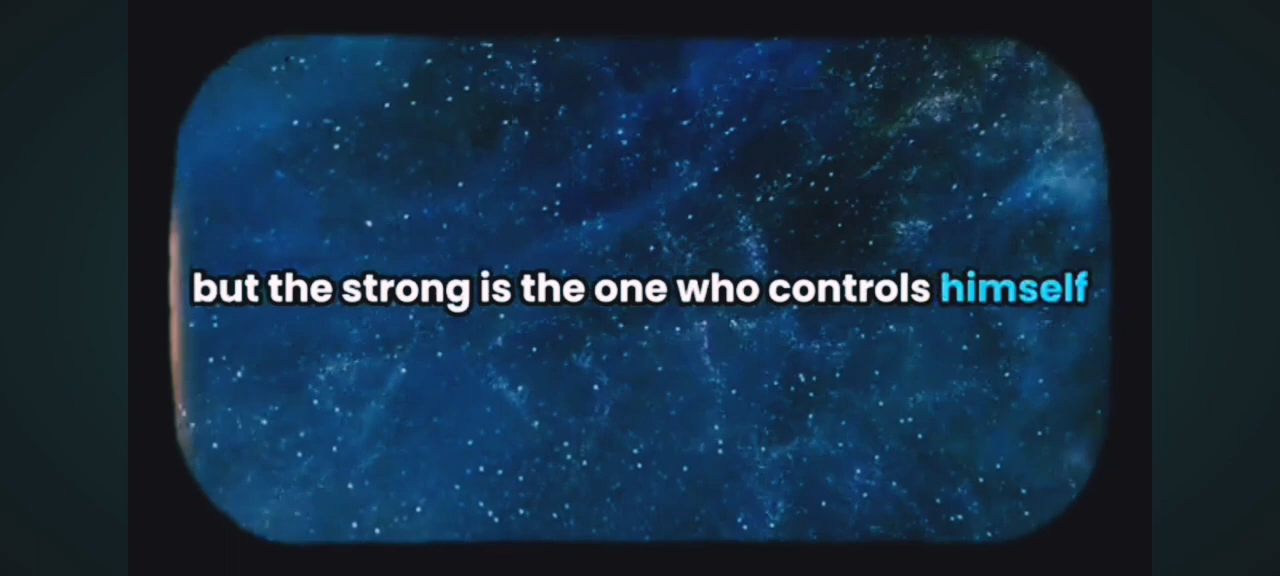 but the strong is the one who controls himself